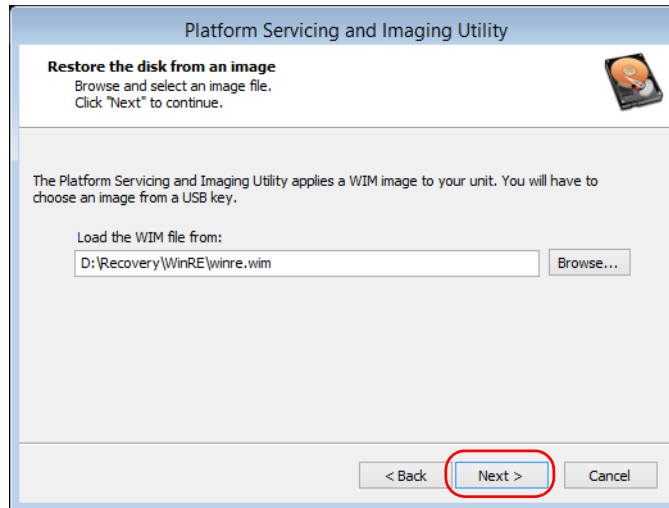 Platform Servicing and Imaging Utility
Restore the disk from an image
Browse and select an image file.
Click "Next" to continue.
The Platform Servicing and Imaging Utility applies a WIM image to your unit. You will have to
choose an image from a USB key.
Load the WIM file from:
D:\Recovery\WinRE\winre.wim
Browse...
< Back
Next >
Cancel